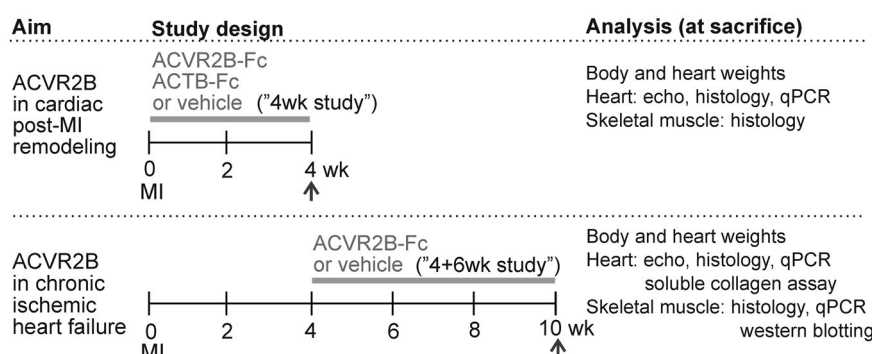 Aim Study design Analysis (at sacrifice)
ACVR2B
in cardiac
post-MI
remodeling
ACVR2B-Fc
ACTB-Fc
or vehicle ("4wk study")
0 2 4 wk
MI
Body and heart weights
Heart: echo, histology, qPCR
Skeletal muscle: histology
ACVR2B
in chronic
ischemic
heart failure
ACVR2B-Fc
or vehicle ("4+6wk study")
0 2 4 6 8 10 wk
MI
Body and heart weights
Heart: echo, histology, qPCR
soluble collagen assay
Skeletal muscle: histology, qPCR
western blotting